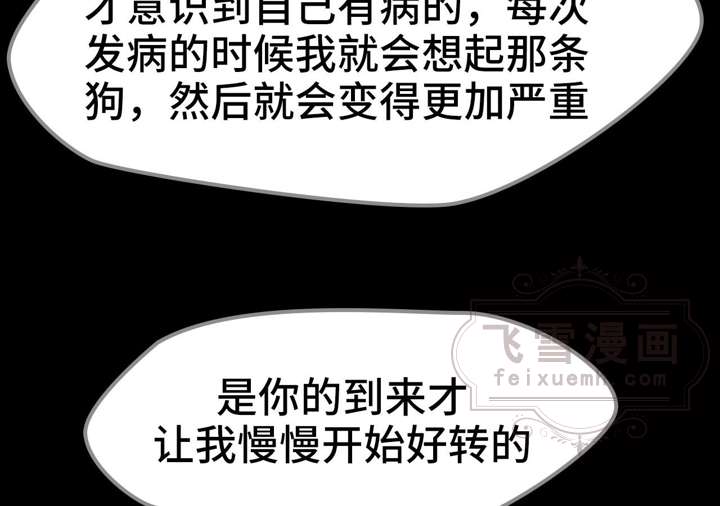 才意识到自己有病的，每次
发病的时候我就会想起那条
狗，然后就会变得更加严重
飞雪漫画
feixuemh.com
是你的到来才
让我慢慢开始好转的